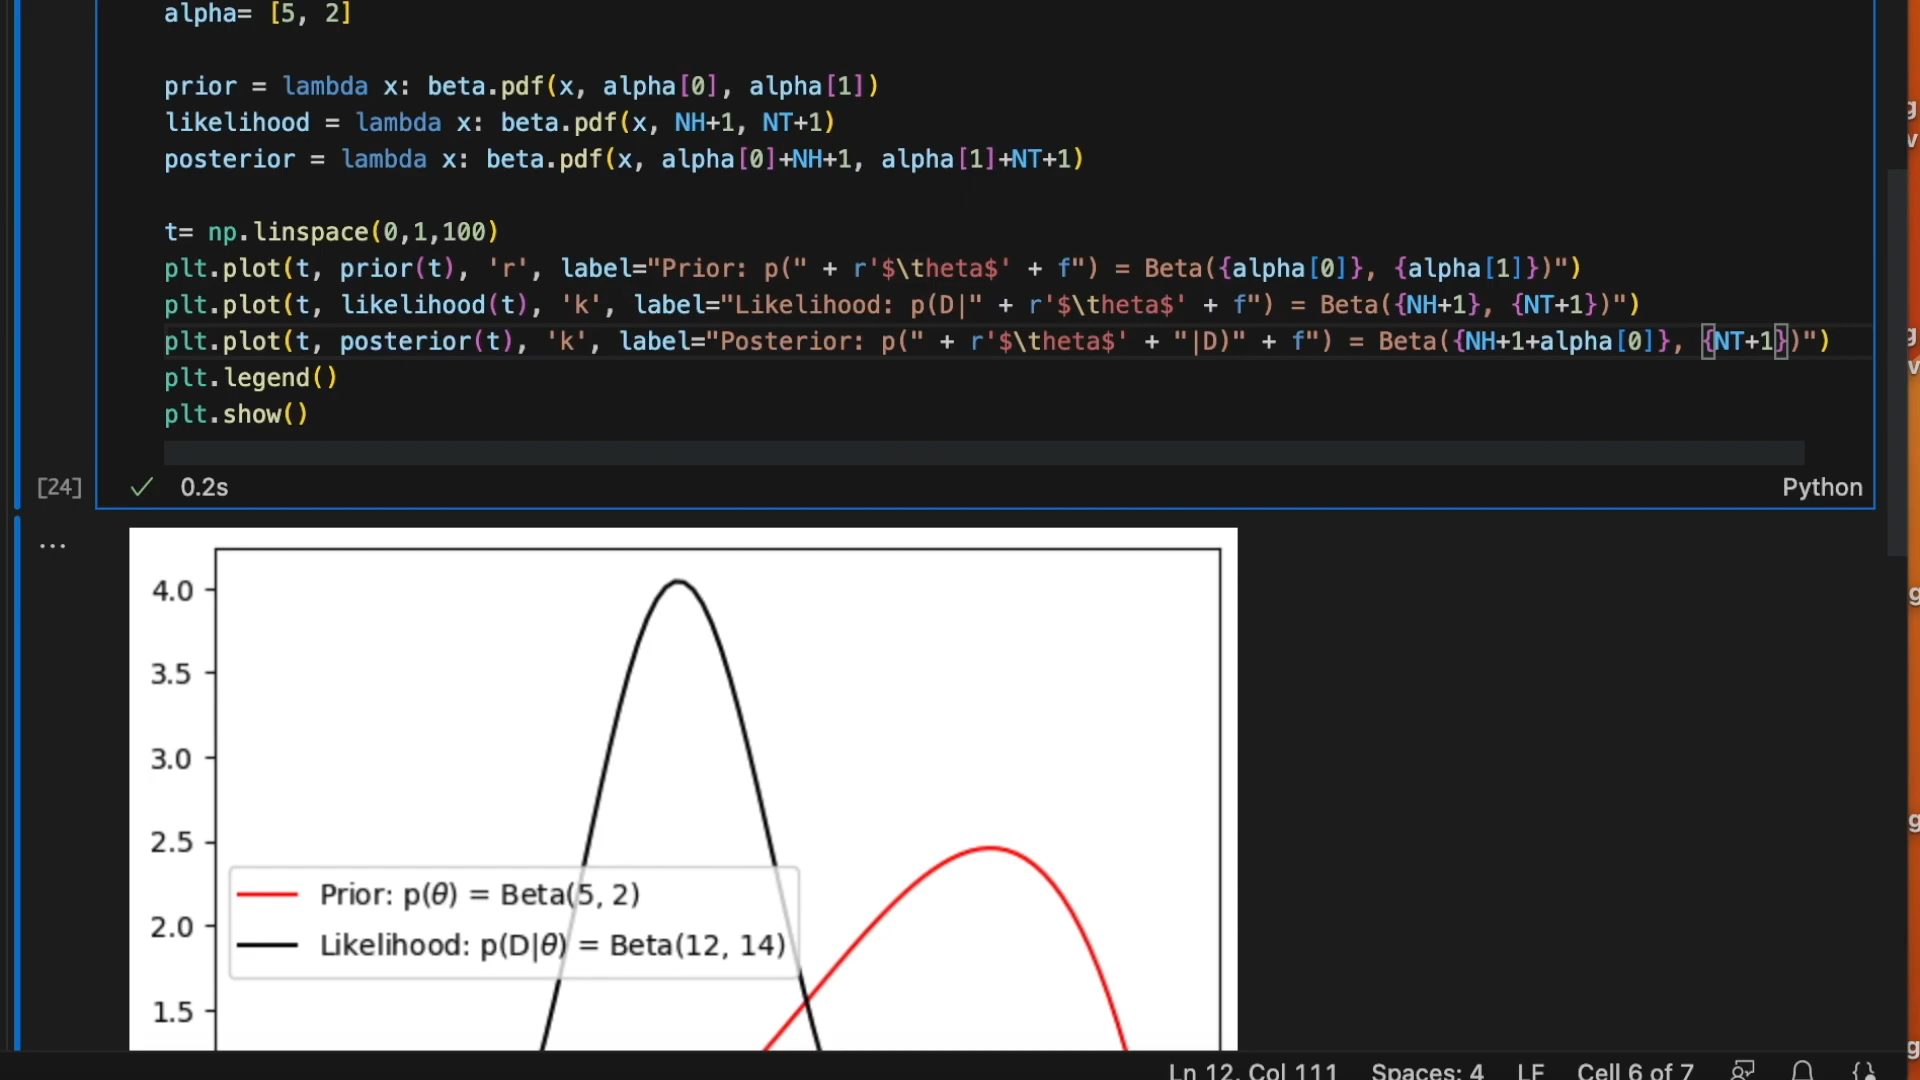 alpha= [5, 2]
prior = lambda x: beta.pdf(x, alpha[0], alpha[1])
likelihood = lambda x: beta.pdf(x, NH+1, NT+1)
posterior = lambda x: beta.pdf(x, alpha[0]+NH+1, alpha[1]+NT+1)
t= np.linspace(0,1,100)
plt.plot(t, prior(t), 'r', label="Prior: p(" + r'$\theta$' + f") = Beta({alpha[0]}, {alpha[1]})")
plt.plot(t, likelihood(t), 'k', label="Likelihood: p(D|" + r'$\theta$' + f") = Beta({NH+1}, {NT+1})")
plt.plot(t, posterior(t), 'k', label="Posterior: p(" + r'$\theta$' + "|D)" + f") = Beta({NH+1+alpha[0]}, {NT+1})")
plt.legend()
plt.show()
[24] 0.2s Python
...
4.0
3.5
3.0
2.5
Prior: p(θ) = Beta(5, 2)
2.0
Likelihood: p(D|θ) = Beta(12, 14)
1.5
Ln 12, Col 111 Spaces: 4 LF Cell 6 of 7